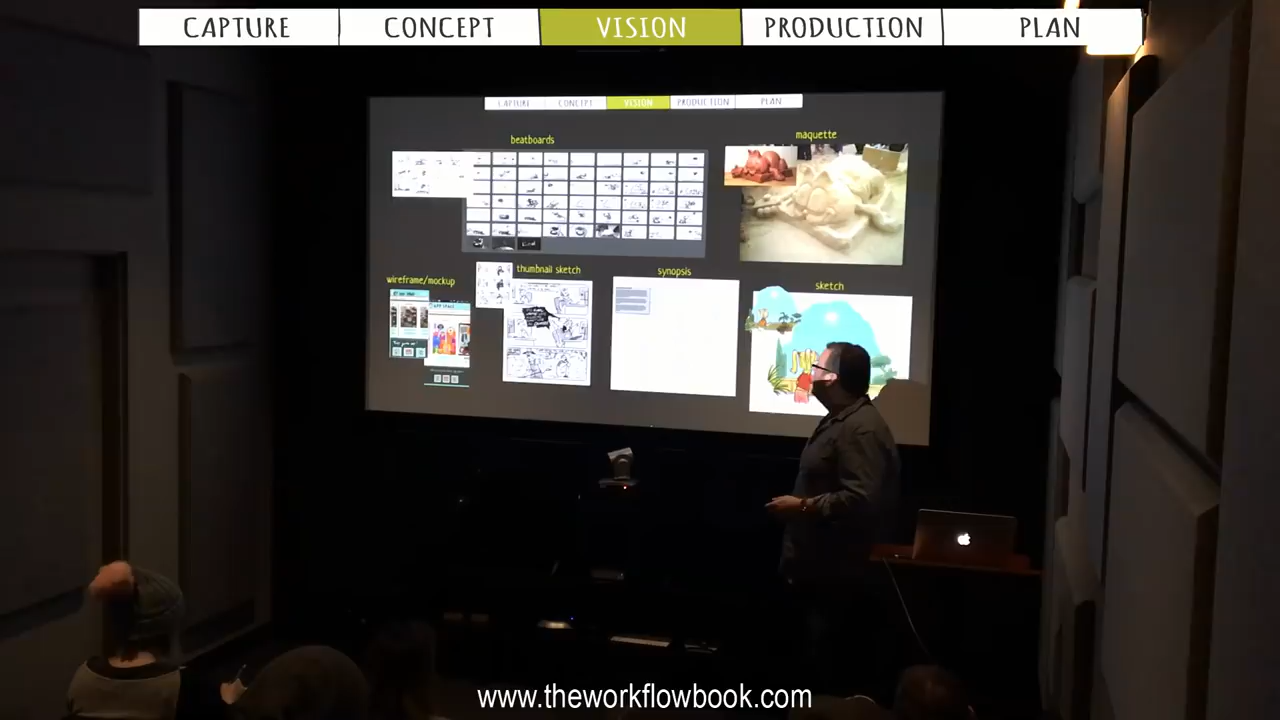 CAPTURE CONCEPT VISION PRODUCTION PLAN
CAPTURE CONCEPT VISION PRODUCTION PLAN
beatboards
maquette
wireframe/mockup
thumbnail sketch
synopsis
sketch
www.theworkflowbook.com